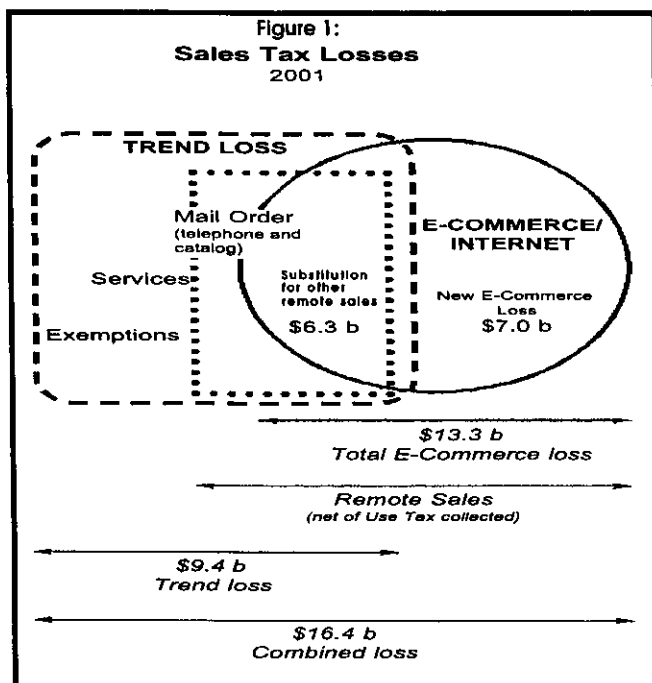 Figure 1:
Sales Tax Losses
2001
TREND LOSS
Mail Order
(telephone and
catalog)
Services
Exemptions
Substitution
for other
remote sales
$6.3 b
E-COMMERCE/
INTERNET
New E-Commerce
Loss
$7.0 b
$13.3 b
Total E-Commerce loss
Remote Sales
(net of Use Tax collected)
$9.4 b
Trend loss
$16.4 b
Combined loss